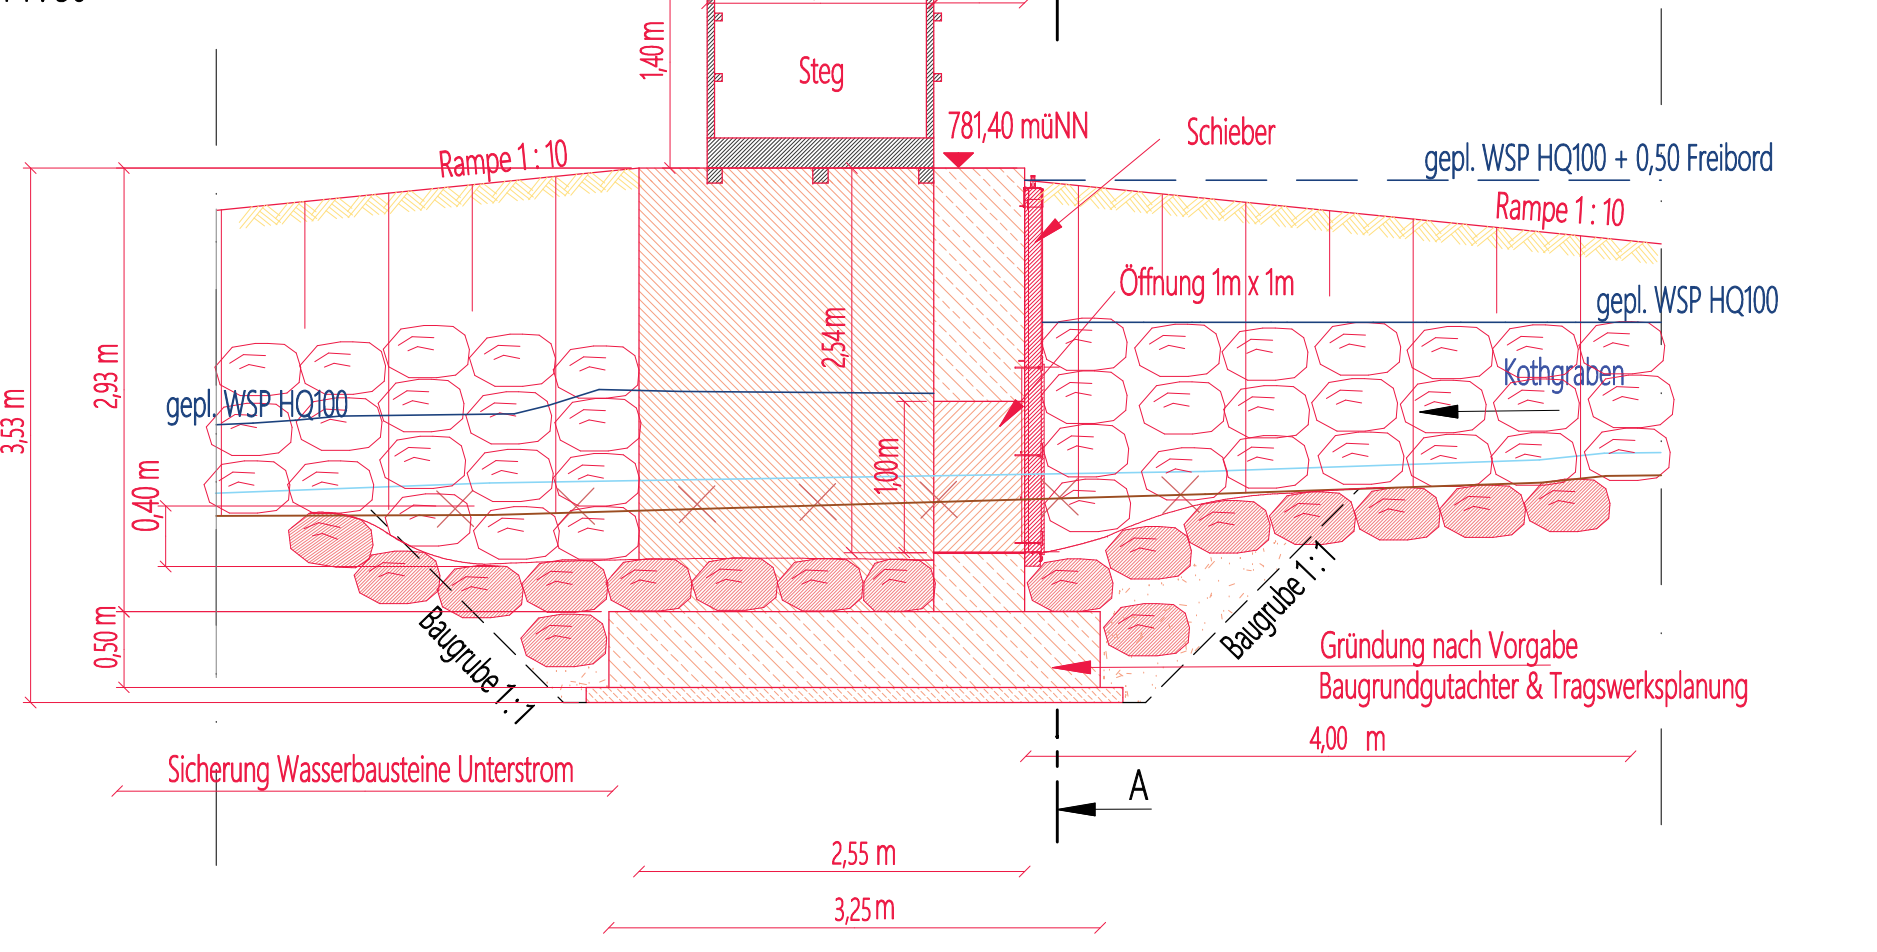 1,40 m
Steg
781,40 müNN
Schieber
gepl. WSP HQ100 + 0,50 Freibord
Rampe 1 : 10
Rampe 1 : 10
Öffnung 1m x 1m
gepl. WSP HQ100
2,54m
2,93 m
Kothgraben
gepl. WSP HQ100
3,53 m
1,00m
0,40 m
0,50 m
Baugrube 1 : 1
Baugrube 1 : 1
Gründung nach Vorgabe
Baugrundgutachter & Tragswerksplanung
4,00 m
Sicherung Wasserbausteine Unterstrom
A
2,55 m
3,25 m